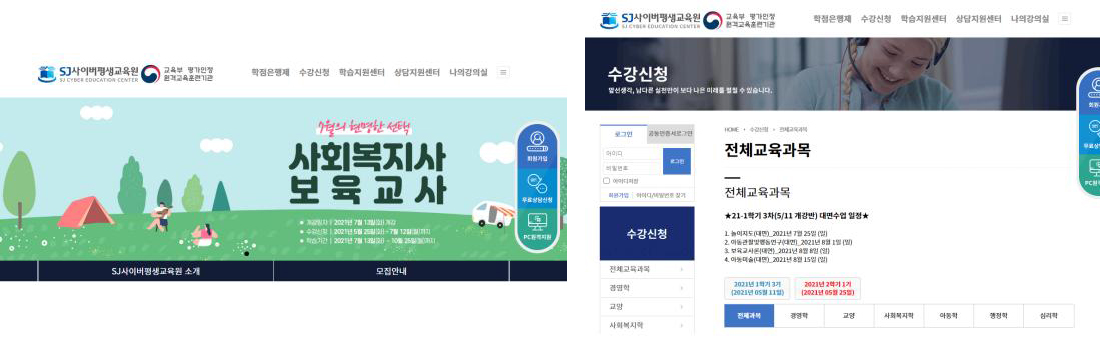 SJ사이버평생교육원
SJ CYBER EDUCATION CENTER
교육부 평가인정
원격교육훈련기관
학점은행제 수강신청 학습지원센터 상담지원센터 나의강의실
7월의 현명한 선택
사회복지사
보육교사
개강일자 | 2021년 7월 13일(화) 개강
수강신청 | 2021년 5월 25일(화) - 7월 12일(월)까지
학습기간 | 2021년 7월 13일(화) - 10월 25일(월)까지
회원가입
무료상담신청
PC원격지원
SJ사이버평생교육원 소개
모집안내
SJ사이버평생교육원
SJ CYBER EDUCATION CENTER
교육부 평가인정
원격교육훈련기관
학점은행제 수강신청 학습지원센터 상담지원센터 나의강의실
수강신청
앞선생각, 남다른 실천만이 보다 나은 미래를 펼칠 수 있습니다.
회원가
무료상
PC원
로그인 공동인증서로그인
아이디
비밀번호
로그인
아이디저장
회원가입 | 아이디/비밀번호 찾기
수강신청
전체교육과목
경영학
교양
사회복지학
HOME • 수강신청 • 전체교육과목
전체교육과목
전체교육과목
★21-1학기 3차(5/11 개강반) 대면수업 일정★
1. 놀이지도(대면)_2021년 7월 25일 (일)
2. 아동관찰및행동연구(대면)_2021년 8월 1일 (일)
3. 보육교사론(대면)_2021년 8월 8일 (일)
4. 아동미술(대면)_2021년 8월 15일 (일)
2021년 1학기 3기
(2021년 05월 11일)
2021년 2학기 1기
(2021년 05월 25일)
전체과목 경영학 교양 사회복지학 아동학 행정학 심리학